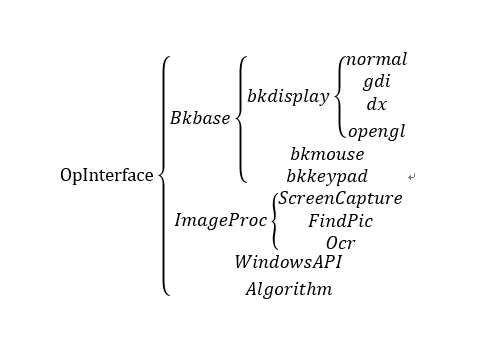 OpInterface
Bkbase
bkdisplay
normal
gdi
dx
opengl
bkmouse
bkkeypad
ImageProc
ScreenCapture
FindPic
Ocr
WindowsAPI
Algorithm